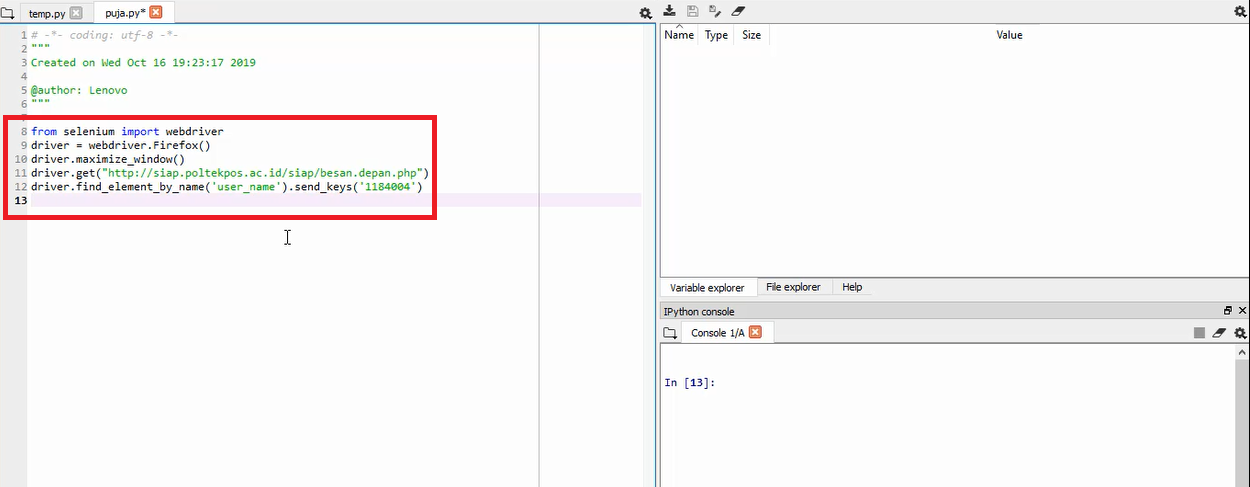 temp.py
puja.py*
1 # -*- coding: utf-8 -*-
2 """
3 Created on Wed Oct 16 19:23:17 2019
4
5 @author: Lenovo
6 """
8 from selenium import webdriver
9 driver = webdriver.Firefox()
10 driver.maximize_window()
11 driver.get("http://siap.poltekpos.ac.id/siap/besan.depan.php")
12 driver.find_element_by_name('user_name').send_keys('1184004')
13
Name Type Size Value
Variable explorer File explorer Help
IPython console
Console 1/A
In [13]: